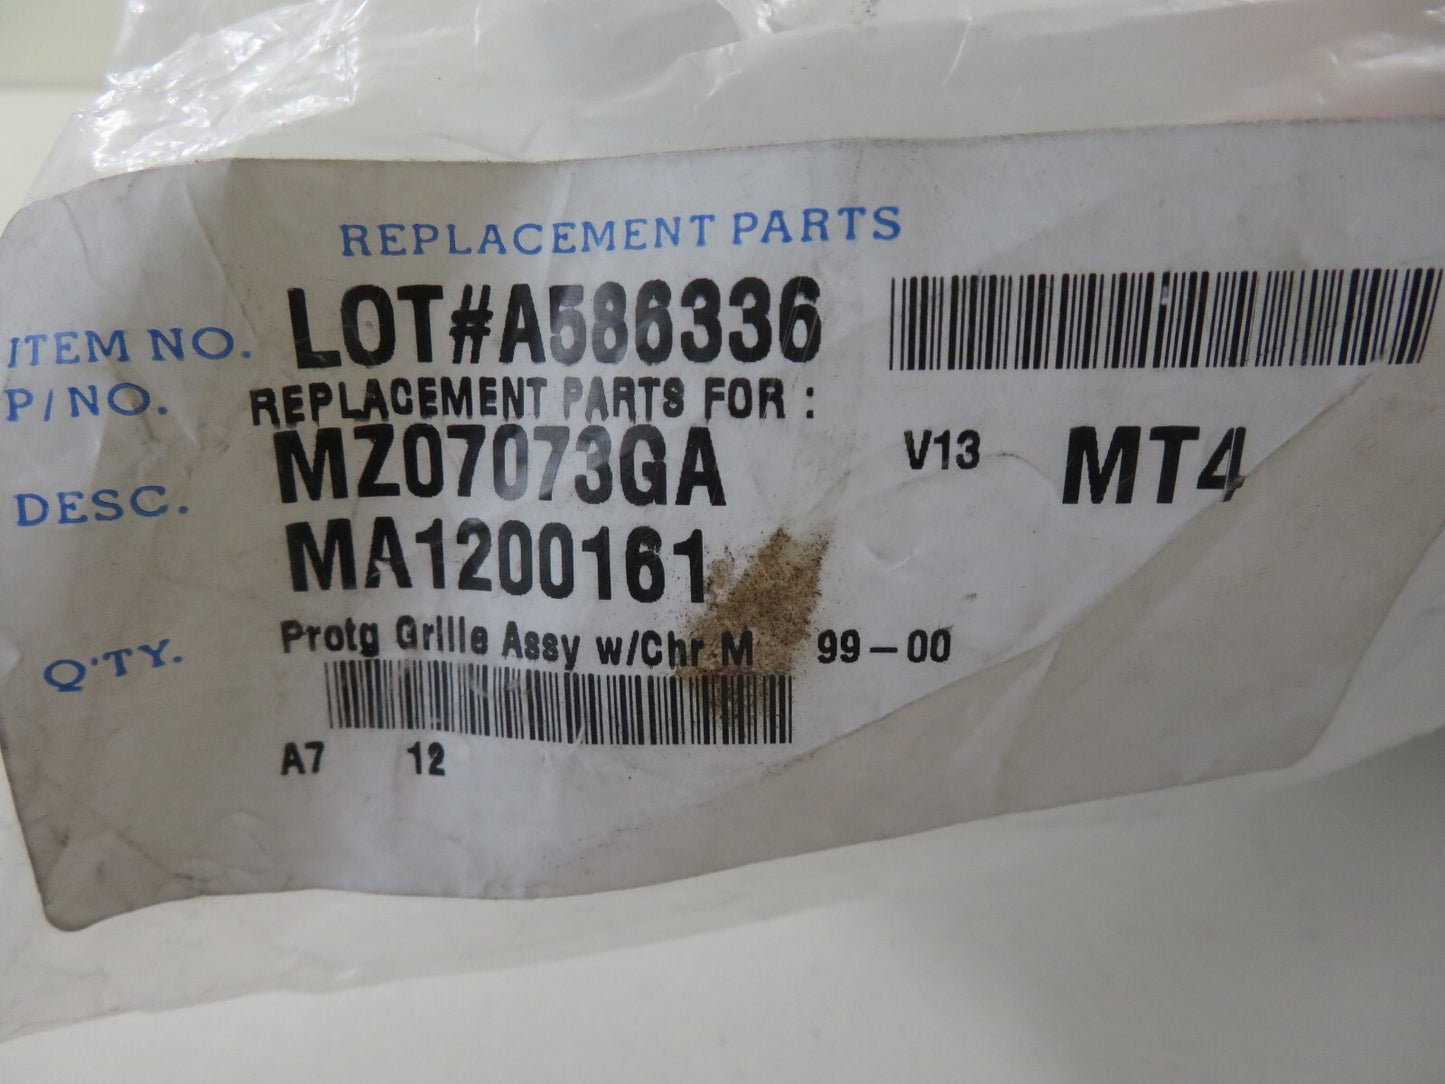 REPLACEMENT PARTS
ITEM NO. LOT#A586336
P/NO. REPLACEMENT PARTS FOR :
MZ07073GA V13 MT4
DESC. MA1200161
Q'TY. Protg Grille Assy w/Chr M 99-00
A7 12